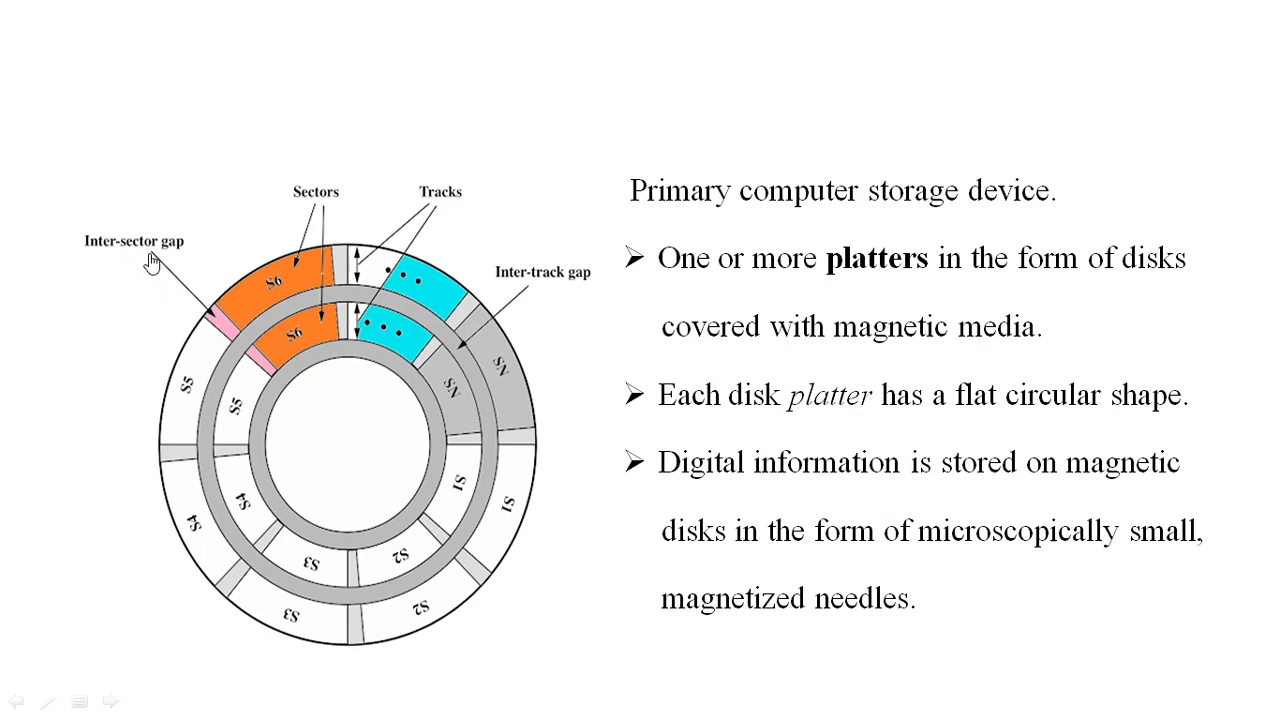 Sectors
Tracks
Inter-sector gap
Inter-track gap
S6
S6
S5
S5
SN
SN
S4
S4
S1
S1
S3
S2
S3
S2
Primary computer storage device.
➢ One or more platters in the form of disks
covered with magnetic media.
➢ Each disk platter has a flat circular shape.
➢ Digital information is stored on magnetic
disks in the form of microscopically small,
magnetized needles.